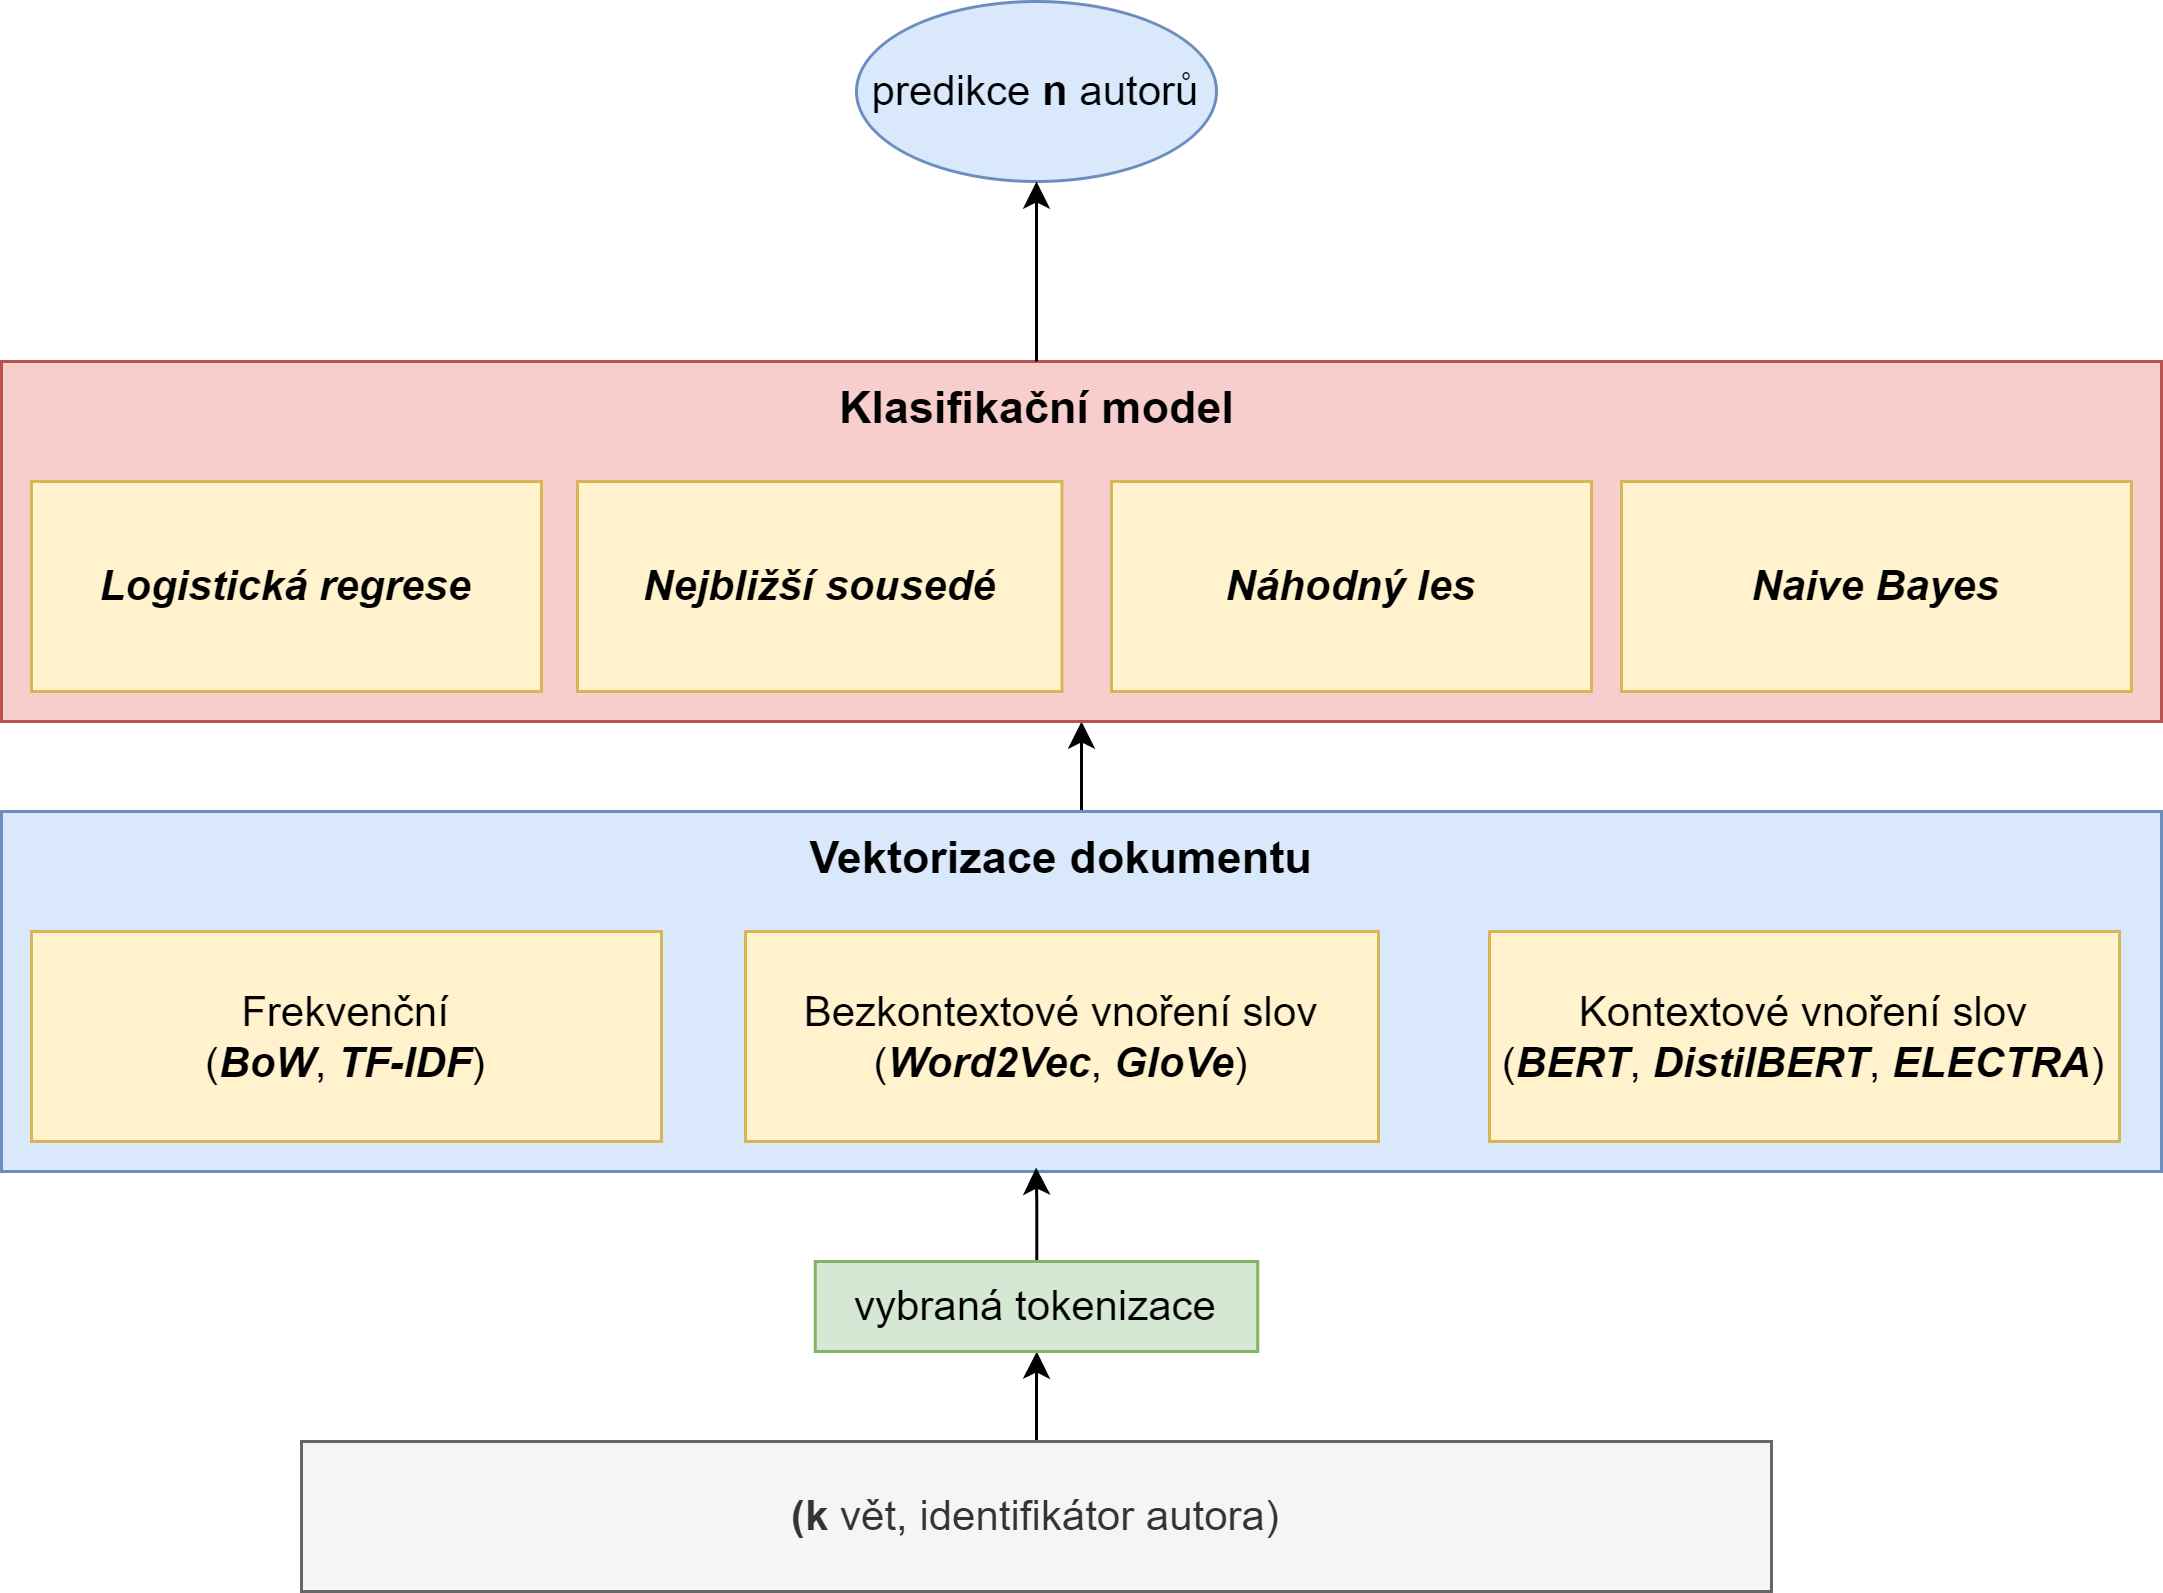 predikce n autorů
Klasifikační model
Logistická regrese
Nejbližší sousedé
Náhodný les
Naive Bayes
Vektorizace dokumentu
Frekvenční
(BoW, TF-IDF)
Bezkontextové vnoření slov
(Word2Vec, GloVe)
Kontextové vnoření slov
(BERT, DistilBERT, ELECTRA)
vybraná tokenizace
(k vět, identifikátor autora)